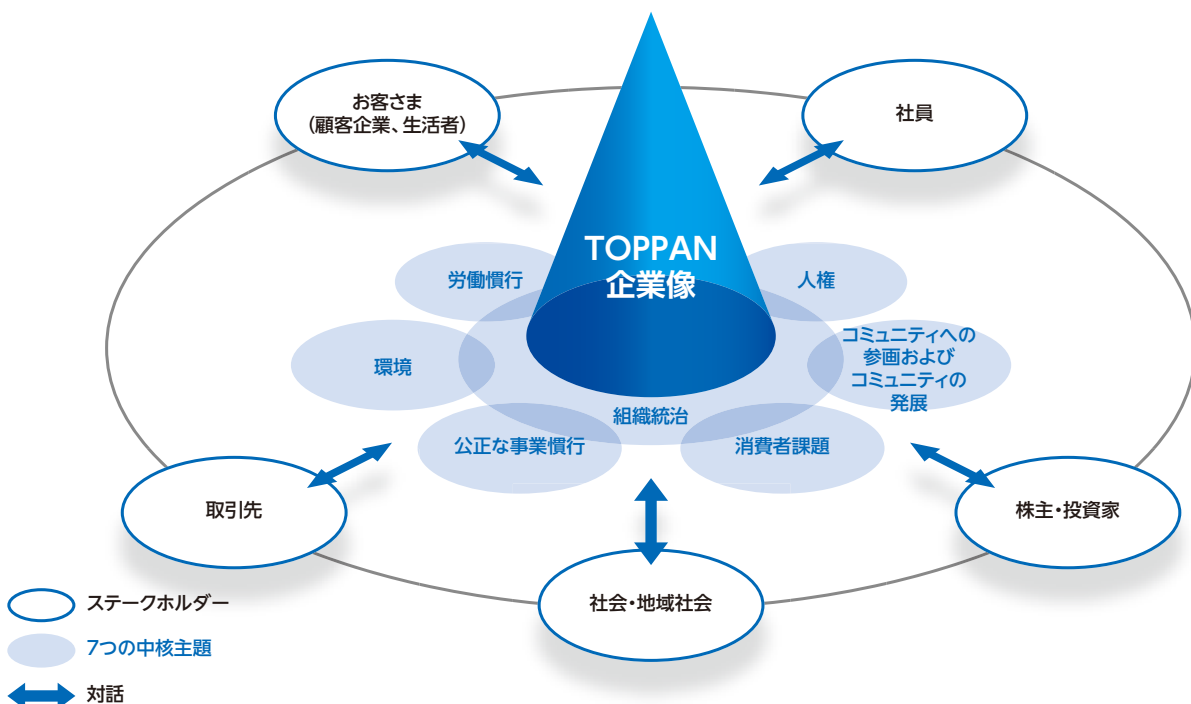 お客さま
（顧客企業、生活者）
社員
TOPPAN
企業像
労働慣行
人権
環境
コミュニティへの
参画および
コミュニティの
発展
組織統治
公正な事業慣行
消費者課題
取引先
株主・投資家
社会・地域社会
ステークホルダー
7つの中核主題
対話